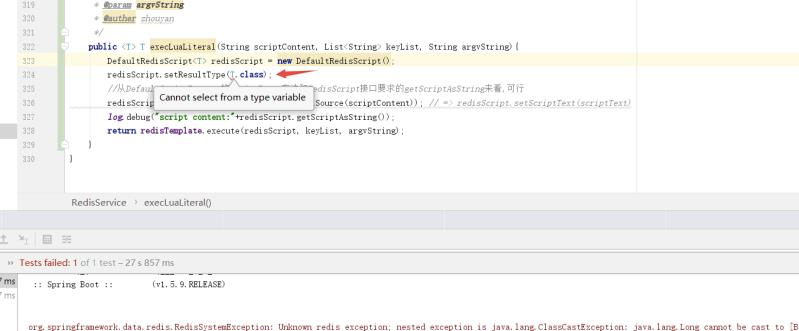 319 * @param argvString
320 * @auther zhouyan
321 */
322 public <T> T execLuaLiteral(String scriptContent, List<String> keyList, String argvString){
323 DefaultRedisScript<T> redisScript = new DefaultRedisScript();
324 redisScript.setResultType(T.class);
325 //从Defaul RedisScript接口要求的getScriptAsString来看,可行
Cannot select from a type variable
326 redisScri Source(scriptContent)); // => redisScript.setScriptText(scriptText)
327 log.debug("script content:"+redisScript.getScriptAsString());
328 return redisTemplate.execute(redisScript, keyList, argvString);
329 }
330 }
RedisService › execLuaLiteral()
» Tests failed: 1 of 1 test – 27 s 857 ms
7 ms
:: Spring Boot :: (v1.5.9.RELEASE)
7 ms
org.springframework.data.redis.RedisSystemException: Unknown redis exception; nested exception is java.lang.ClassCastException: java.lang.Long cannot be cast to [B